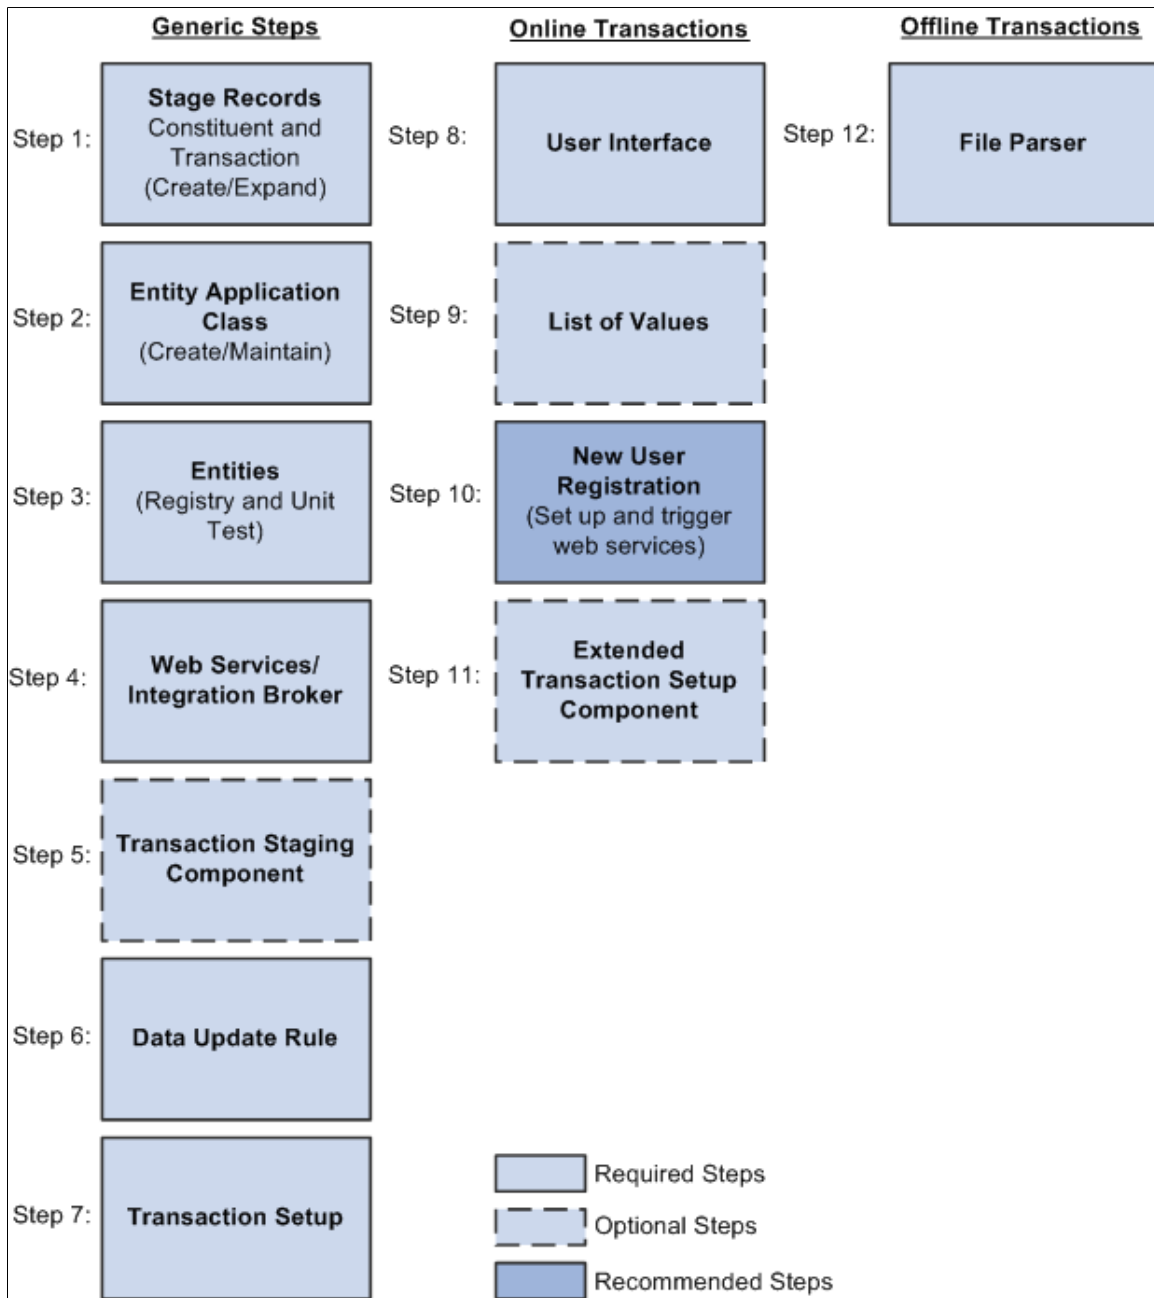 Generic Steps
Step 1:
Stage Records
Constituent and
Transaction
(Create/Expand)
Step 2:
Entity Application
Class
(Create/Maintain)
Step 3:
Entities
(Registry and Unit
Test)
Step 4:
Web Services/
Integration Broker
Step 5:
Transaction Staging
Component
Step 6:
Data Update Rule
Step 7:
Transaction Setup
Online Transactions
Step 8:
User Interface
Step 9:
List of Values
Step 10:
New User
Registration
(Set up and trigger
web services)
Step 11:
Extended
Transaction Setup
Component
Offline Transactions
Step 12:
File Parser
Required Steps
Optional Steps
Recommended Steps